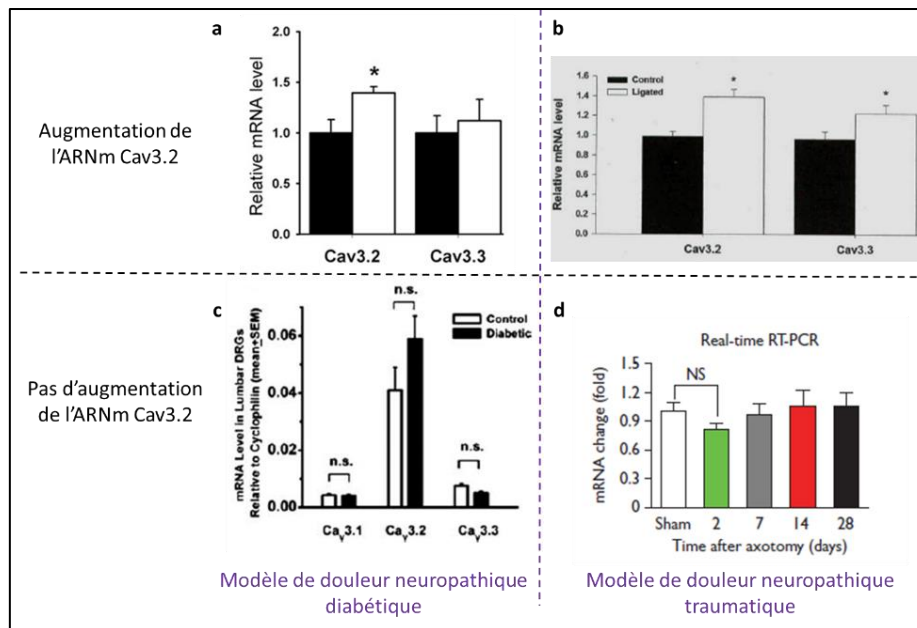 Augmentation de
l’ARNm Cav3.2
a
Relative mRNA level
2.0
1.5
1.0
0.5
0.0
*
Cav3.2
Cav3.3
b
Control
Ligated
Relative mRNA level
1.6
1.4
1.2
1.0
0.8
0.6
0.4
0.2
0.0
*
*
Cav3.2
Cav3.3
Pas d’augmentation
de l’ARNm Cav3.2
c
mRNA Level in Lumbar DRGs
Relative to Cyclophilin (mean±SEM)
0.06
0.04
0.02
0.00
n.s.
n.s.
n.s.
Control
Diabetic
CaV3.1
CaV3.2
CaV3.3
d
Real-time RT-PCR
mRNA change (fold)
1.5
1.2
0.9
0.6
0.3
0
NS
Sham 2 7 14 28
Time after axotomy (days)
Modèle de douleur neuropathique
diabétique
Modèle de douleur neuropathique
traumatique